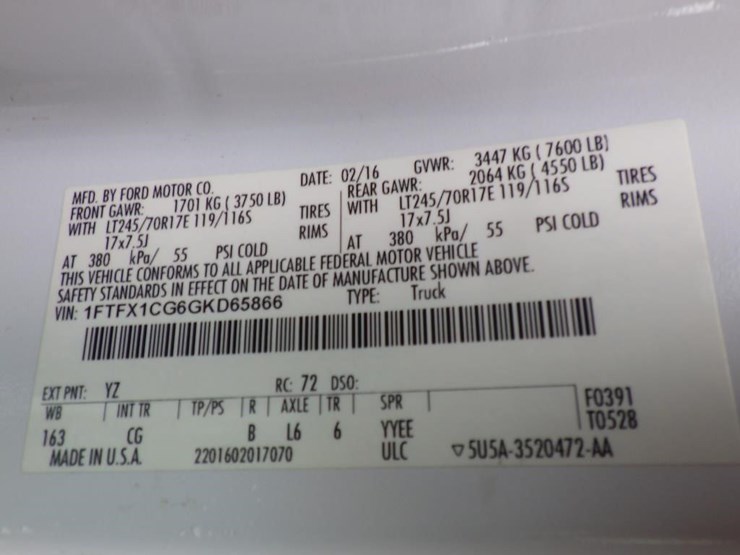 MFD. BY FORD MOTOR CO. DATE: 02/16 GVWR: 3447 KG ( 7600 LB)
FRONT GAWR: 1701 KG ( 3750 LB) REAR GAWR: 2064 KG ( 4550 LB)
WITH LT245/70R17E 119/116S TIRES WITH LT245/70R17E 119/116S TIRES
17x7.5J RIMS 17x7.5J RIMS
AT 380 kPa/ 55 PSI COLD AT 380 kPa/ 55 PSI COLD
THIS VEHICLE CONFORMS TO ALL APPLICABLE FEDERAL MOTOR VEHICLE
SAFETY STANDARDS IN EFFECT ON THE DATE OF MANUFACTURE SHOWN ABOVE.
VIN: 1FTFX1CG6GKD65866 TYPE: Truck
EXT PNT: YZ RC: 72 DSO:
WB INT TR TP/PS R AXLE TR SPR F0391
163 CG B L6 6 YYEE T0528
MADE IN U.S.A. 2201602017070 ULC ▽5U5A-3520472-AA